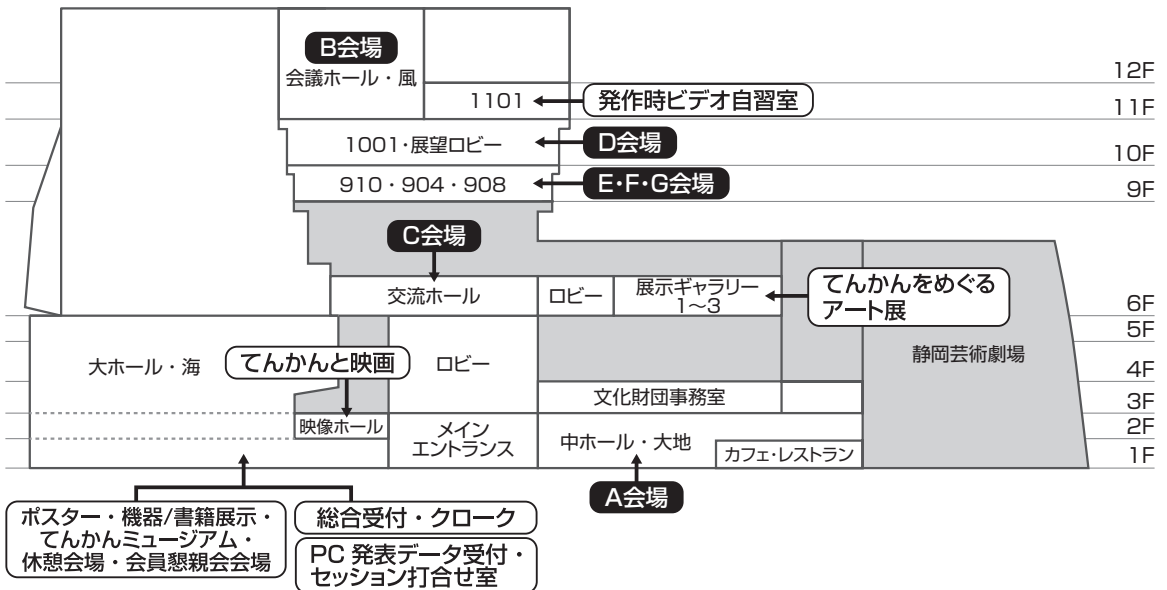 B会場
会議ホール・風
12F
1101
発作時ビデオ自習室
11F
1001・展望ロビー
D会場
10F
910・904・908
E・F・G会場
9F
C会場
交流ホール
ロビー
展示ギャラリー
1〜3
てんかんをめぐる
アート展
6F
5F
大ホール・海
てんかんと映画
ロビー
静岡芸術劇場
4F
文化財団事務室
3F
映像ホール
メイン
エントランス
中ホール・大地
2F
カフェ・レストラン
1F
A会場
ポスター・機器/書籍展示・
てんかんミュージアム・
休憩会場・会員懇親会会場
総合受付・クローク
PC 発表データ受付・
セッション打合せ室